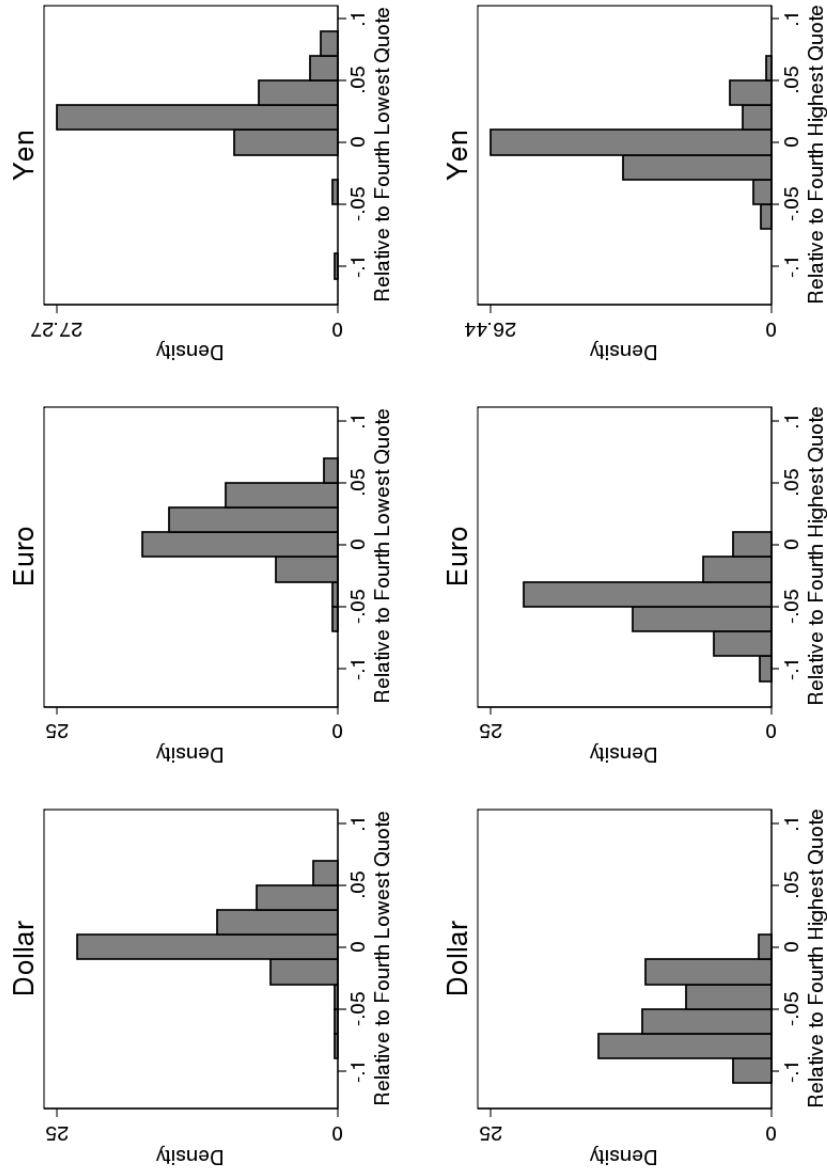 Dollar
Density
25
0
-.1
-.05
0
.05
.1
Relative to Fourth Lowest Quote
Euro
Density
25
0
-.1
-.05
0
.05
.1
Relative to Fourth Lowest Quote
Yen
Density
27.27
0
-.1
-.05
0
.05
.1
Relative to Fourth Lowest Quote
Dollar
Density
25
0
-.1
-.05
0
.05
.1
Relative to Fourth Highest Quote
Euro
Density
25
0
-.1
-.05
0
.05
.1
Relative to Fourth Highest Quote
Yen
Density
26.44
0
-.1
-.05
0
.05
.1
Relative to Fourth Highest Quote